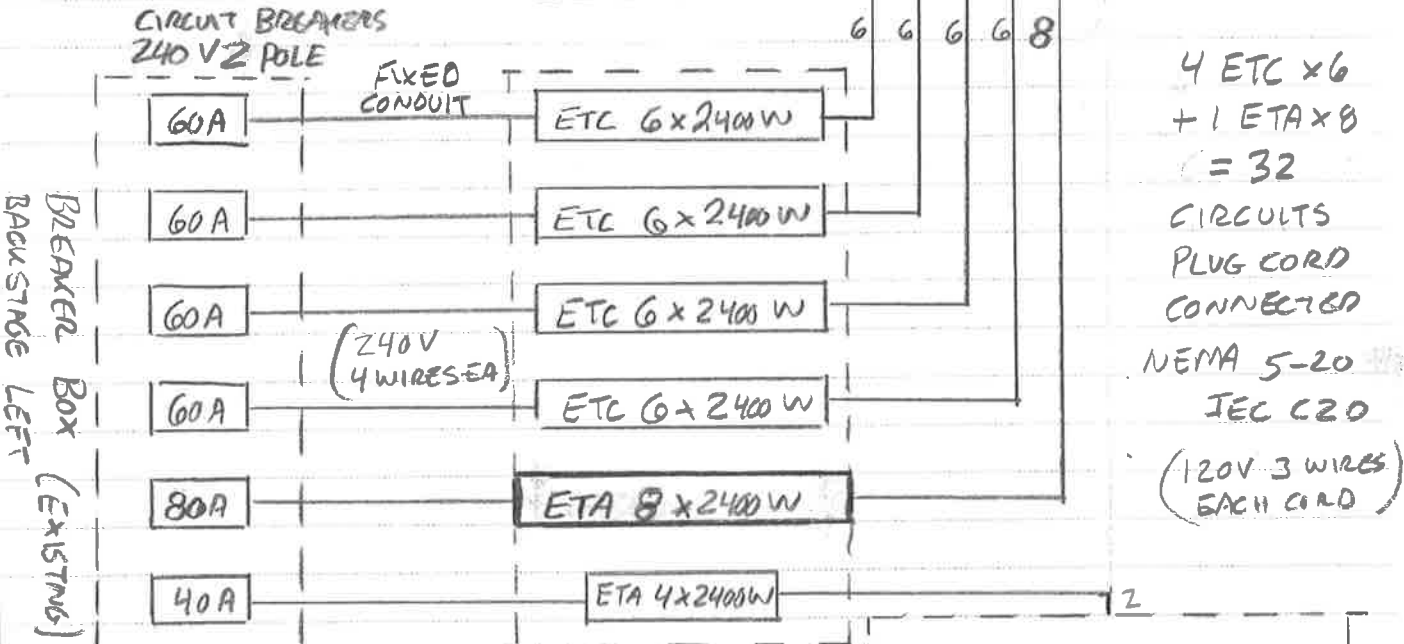 CIRCUIT BREAKERS
240 V 2 POLE
FIXED
CONDUIT
6 6 6 6 8
60A
ETC 6x2400W
60A
ETC 6x2400W
60A
ETC 6x2400W
(240V
4 WIRES EA)
60A
ETC 6x2400W
80A
ETA 8x2400W
40A
ETA 4x2400W
2
BREAKER BOX (EXISTING)
BACKSTAGE LEFT
4 ETC x6
+ 1 ETA x8
= 32
CIRCUITS
PLUG CORD
CONNECTED
NEMA 5-20
IEC C20
(120V 3 WIRES
EACH CORD)